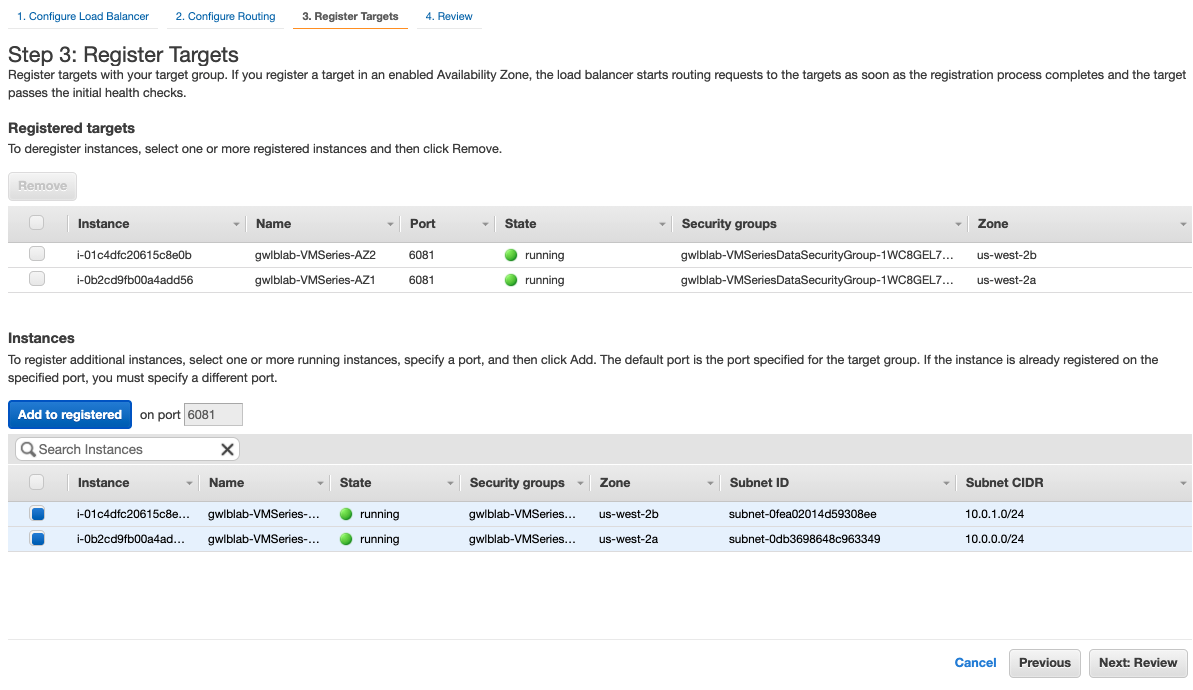 1. Configure Load Balancer 2. Configure Routing 3. Register Targets 4. Review
Step 3: Register Targets
Register targets with your target group. If you register a target in an enabled Availability Zone, the load balancer starts routing requests to the targets as soon as the registration process completes and the target
passes the initial health checks.
Registered targets
To deregister instances, select one or more registered instances and then click Remove.
Remove
Instance Name Port State Security groups Zone
i-01c4dfc20615c8e0b gwlblab-VMSeries-AZ2 6081 running gwlblab-VMSeriesDataSecurityGroup-1WC8GEL7... us-west-2b
i-0b2cd9fb00a4add56 gwlblab-VMSeries-AZ1 6081 running gwlblab-VMSeriesDataSecurityGroup-1WC8GEL7... us-west-2a
Instances
To register additional instances, select one or more running instances, specify a port, and then click Add. The default port is the port specified for the target group. If the instance is already registered on the
specified port, you must specify a different port.
Add to registered on port 6081
Search Instances
Instance Name State Security groups Zone Subnet ID Subnet CIDR
i-01c4dfc20615c8e... gwlblab-VMSeries-... running gwlblab-VMSeries... us-west-2b subnet-0fea02014d59308ee 10.0.1.0/24
i-0b2cd9fb00a4ad... gwlblab-VMSeries-... running gwlblab-VMSeries... us-west-2a subnet-0db3698648c963349 10.0.0.0/24
Cancel Previous Next: Review